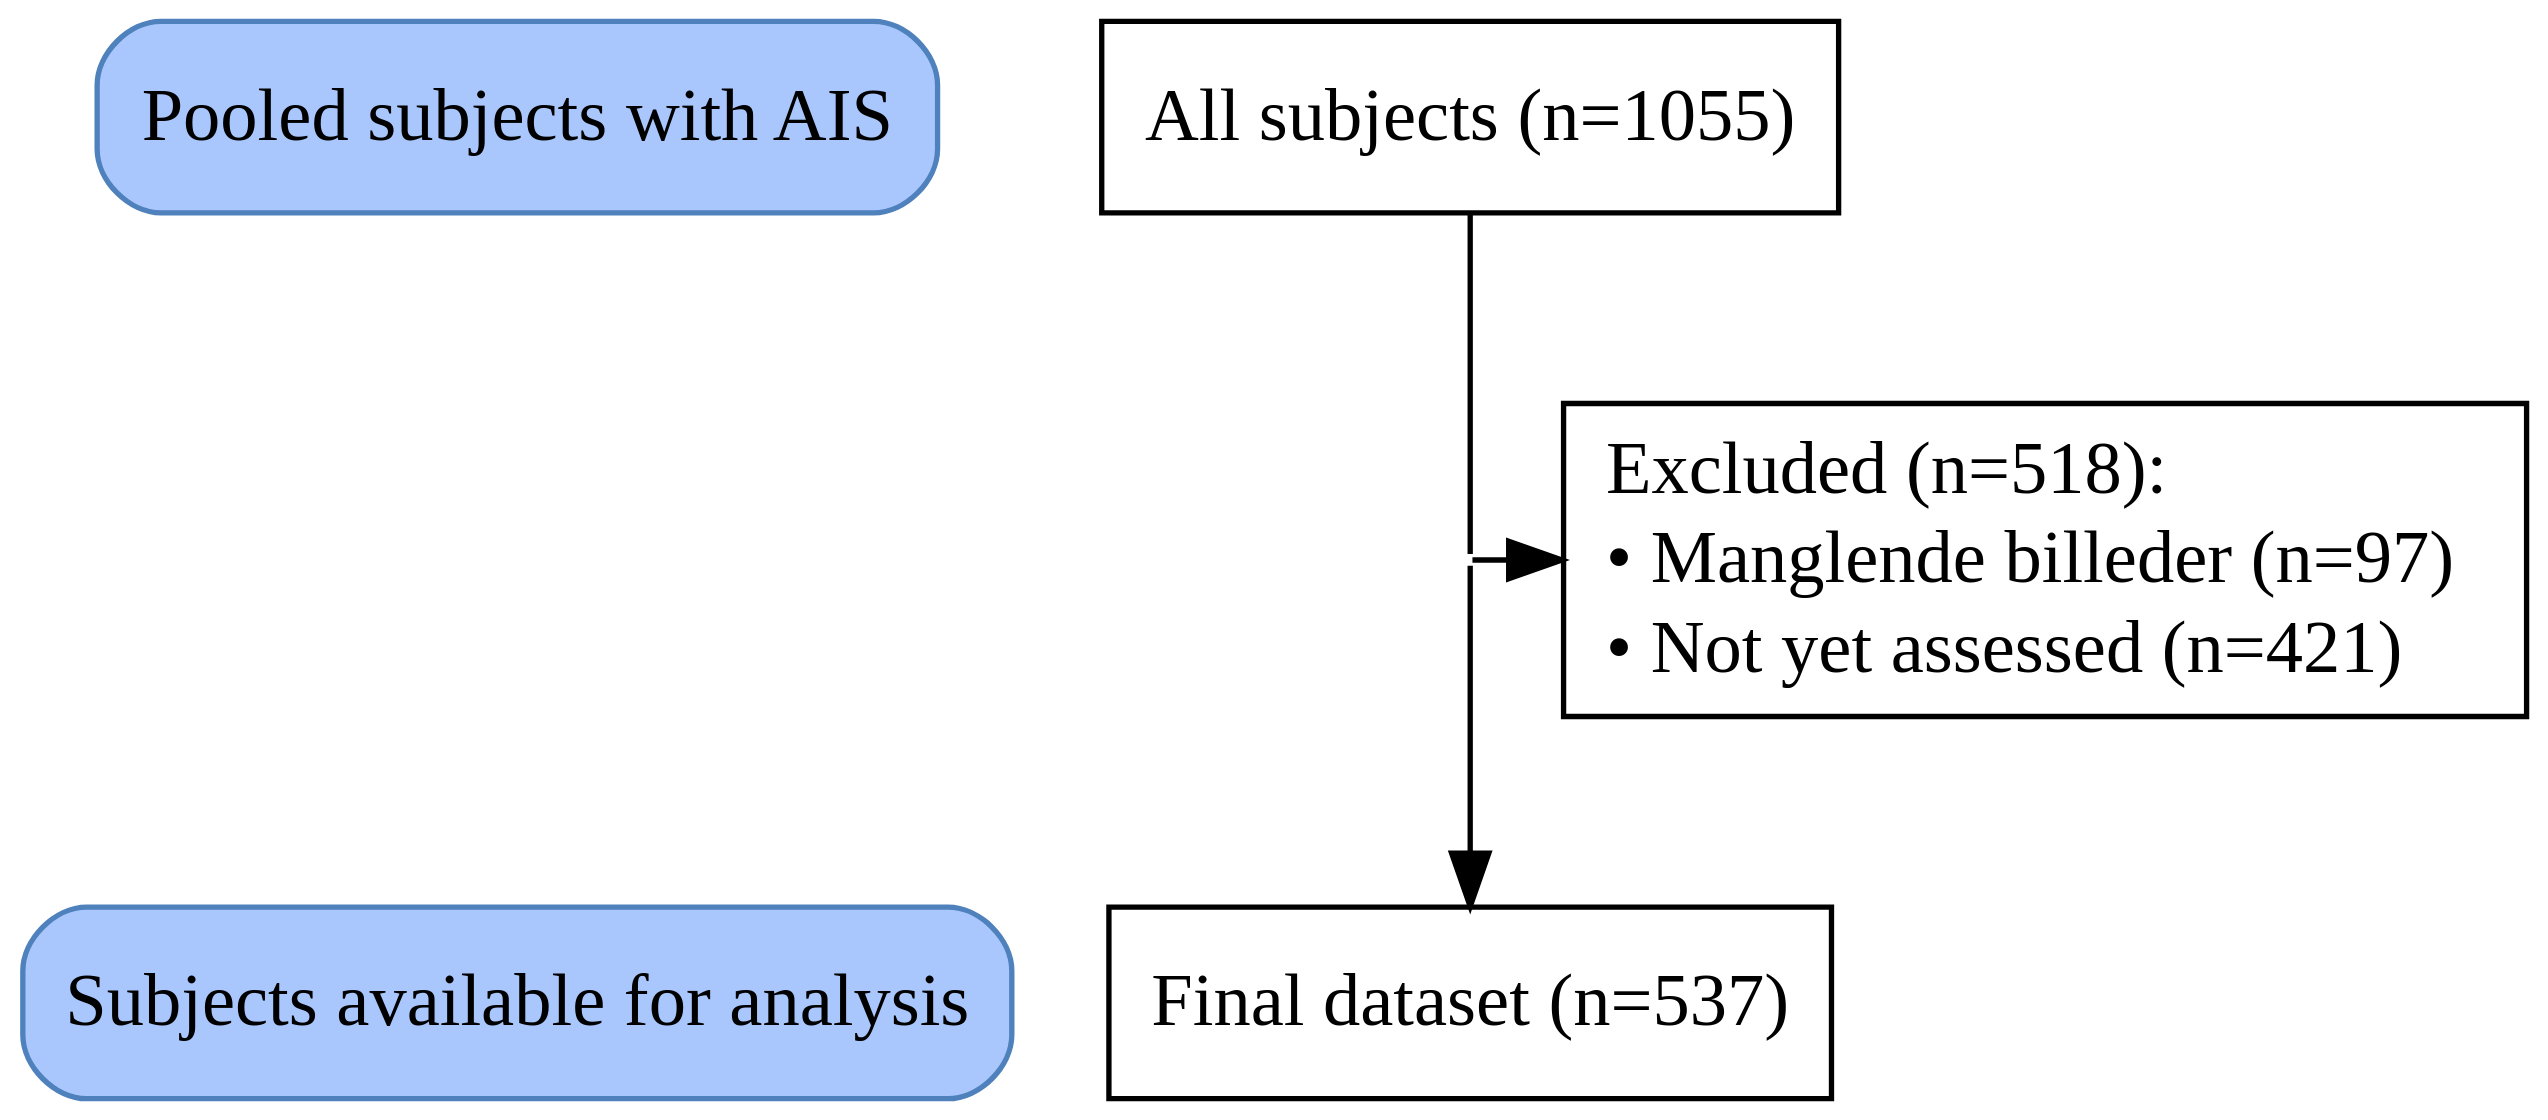 Pooled subjects with AIS
All subjects (n=1055)
Excluded (n=518):
• Manglende billeder (n=97)
• Not yet assessed (n=421)
Subjects available for analysis
Final dataset (n=537)